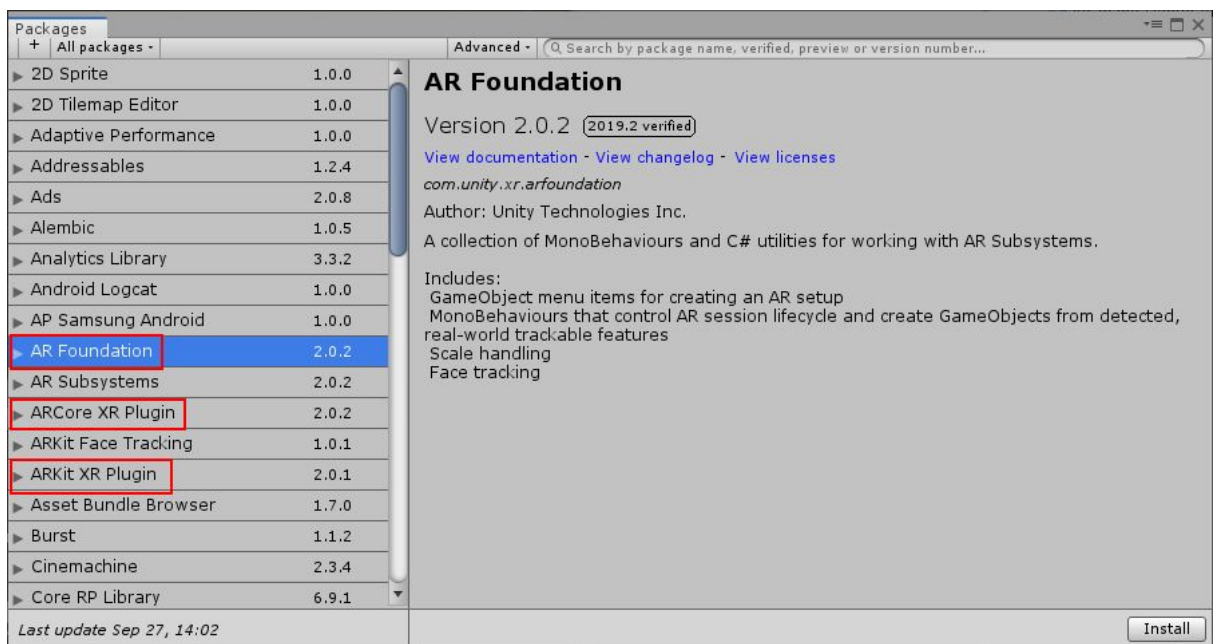 Packages
+ All packages
Advanced
Search by package name, verified, preview or version number...
2D Sprite 1.0.0
2D Tilemap Editor 1.0.0
Adaptive Performance 1.0.0
Addressables 1.2.4
Ads 2.0.8
Alembic 1.0.5
Analytics Library 3.3.2
Android Logcat 1.0.0
AP Samsung Android 1.0.0
AR Foundation 2.0.2
AR Subsystems 2.0.2
ARCore XR Plugin 2.0.2
ARKit Face Tracking 1.0.1
ARKit XR Plugin 2.0.1
Asset Bundle Browser 1.7.0
Burst 1.1.2
Cinemachine 2.3.4
Core RP Library 6.9.1
Last update Sep 27, 14:02
AR Foundation
Version 2.0.2 2019.2 verified
View documentation - View changelog - View licenses
com.unity.xr.arfoundation
Author: Unity Technologies Inc.
A collection of MonoBehaviours and C# utilities for working with AR Subsystems.
Includes:
GameObject menu items for creating an AR setup
MonoBehaviours that control AR session lifecycle and create GameObjects from detected,
real-world trackable features
Scale handling
Face tracking
Install